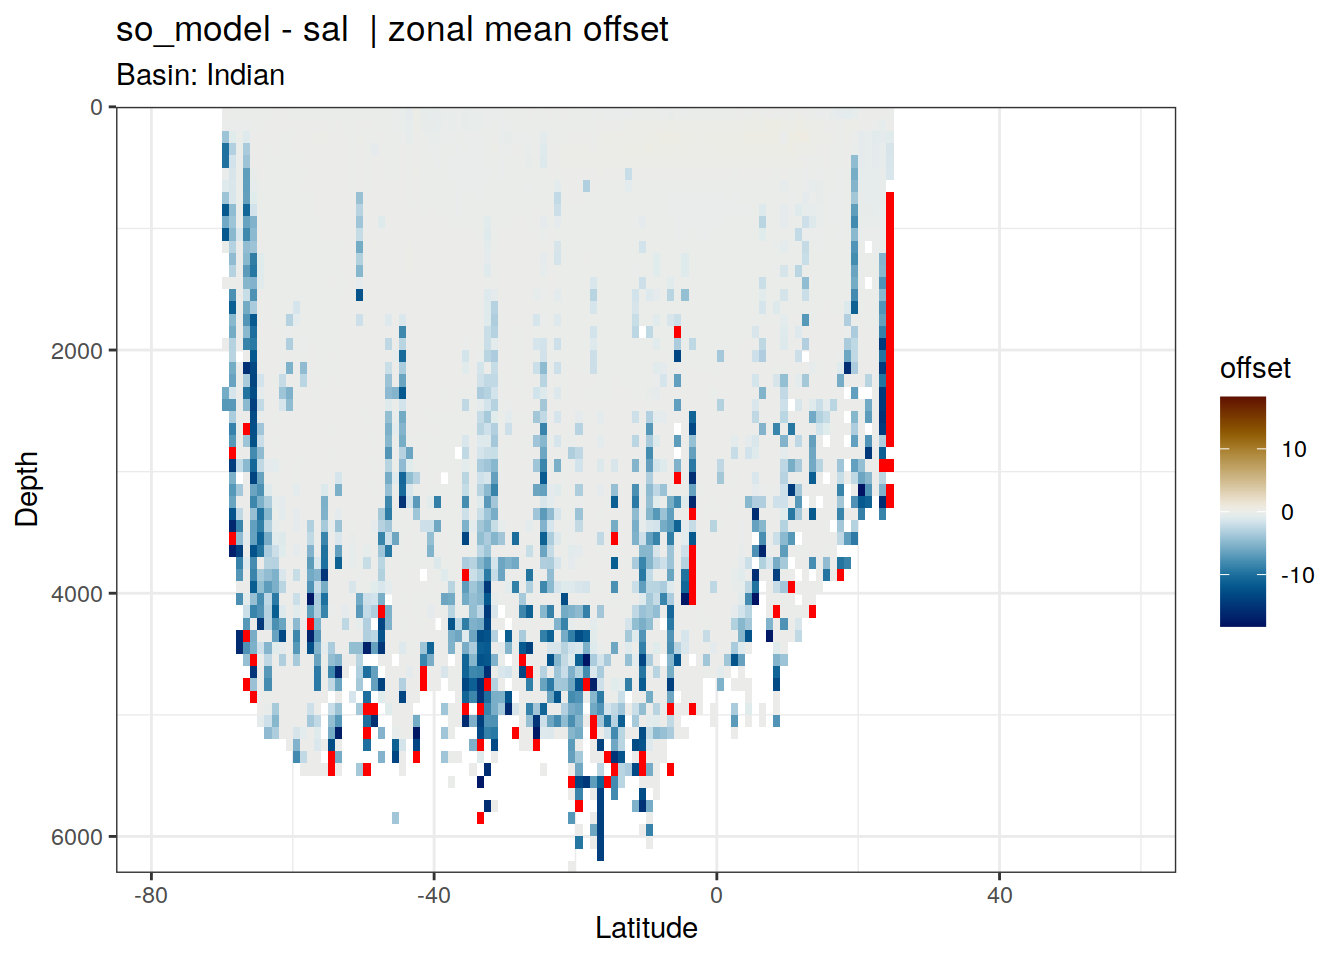 so_model - sal  | zonal mean offset
Basin: Indian
0
2000
4000
6000
Depth
-80
-40
0
40
Latitude
offset
10
0
-10